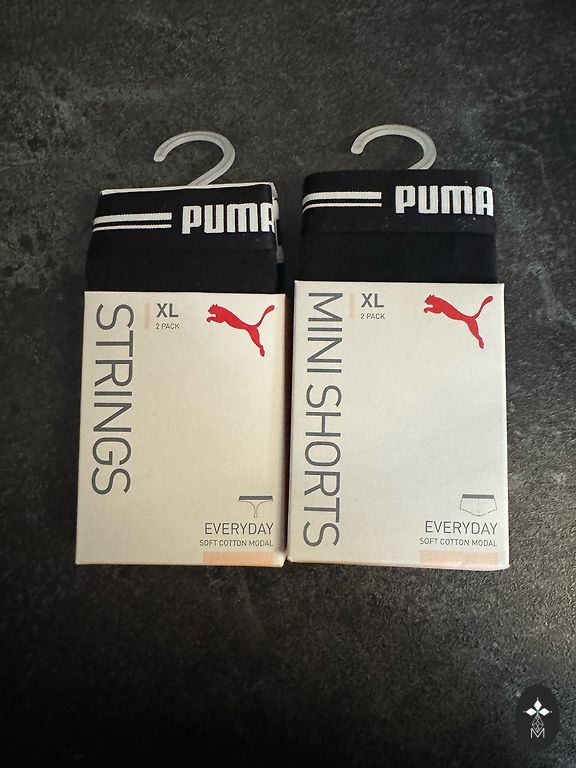 PUMA
STRINGS
XL
2 PACK
EVERYDAY
SOFT COTTON MODAL
PUMA
MINI SHORTS
XL
2 PACK
EVERYDAY
SOFT COTTON MODAL
M